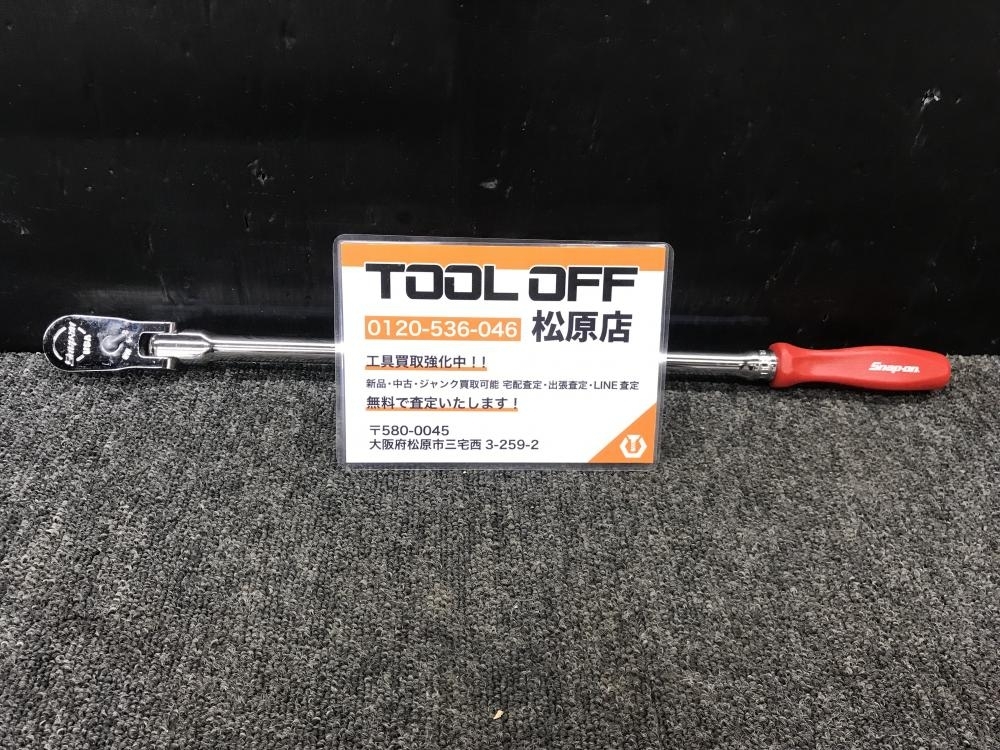 TOOL OFF
0120-536-046 松原店
工具買取強化中!!
新品・中古・ジャンク買取可能 宅配査定・出張査定・LINE査定
無料で査定いたします!
〒580-0045
大阪府松原市三宅西 3-259-2
Snap-on
Snap-on